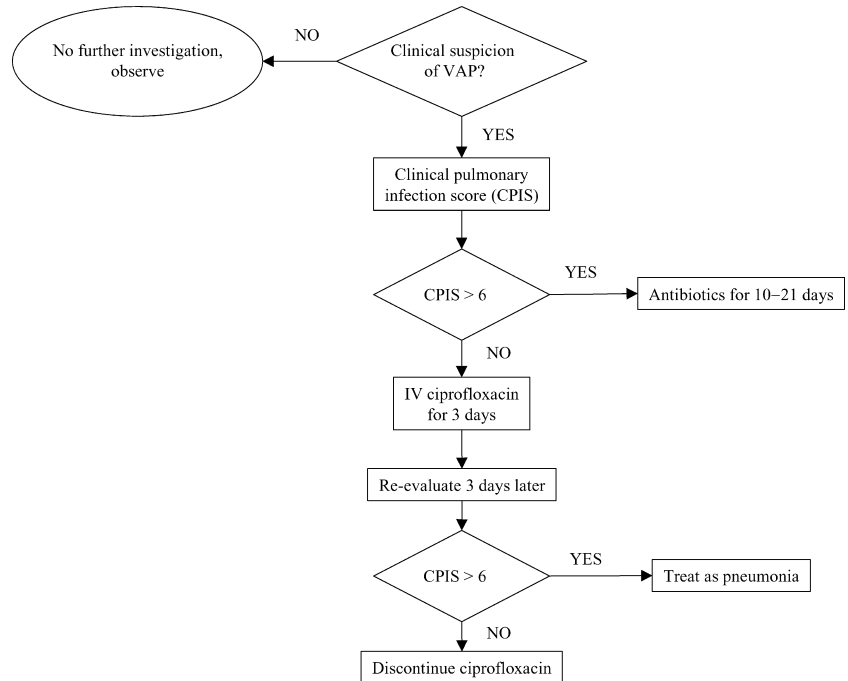 NO
No further investigation,
observe
Clinical suspicion
of VAP?
YES
Clinical pulmonary
infection score (CPIS)
CPIS > 6
YES
Antibiotics for 10−21 days
NO
IV ciprofloxacin
for 3 days
Re-evaluate 3 days later
CPIS > 6
YES
Treat as pneumonia
NO
Discontinue ciprofloxacin